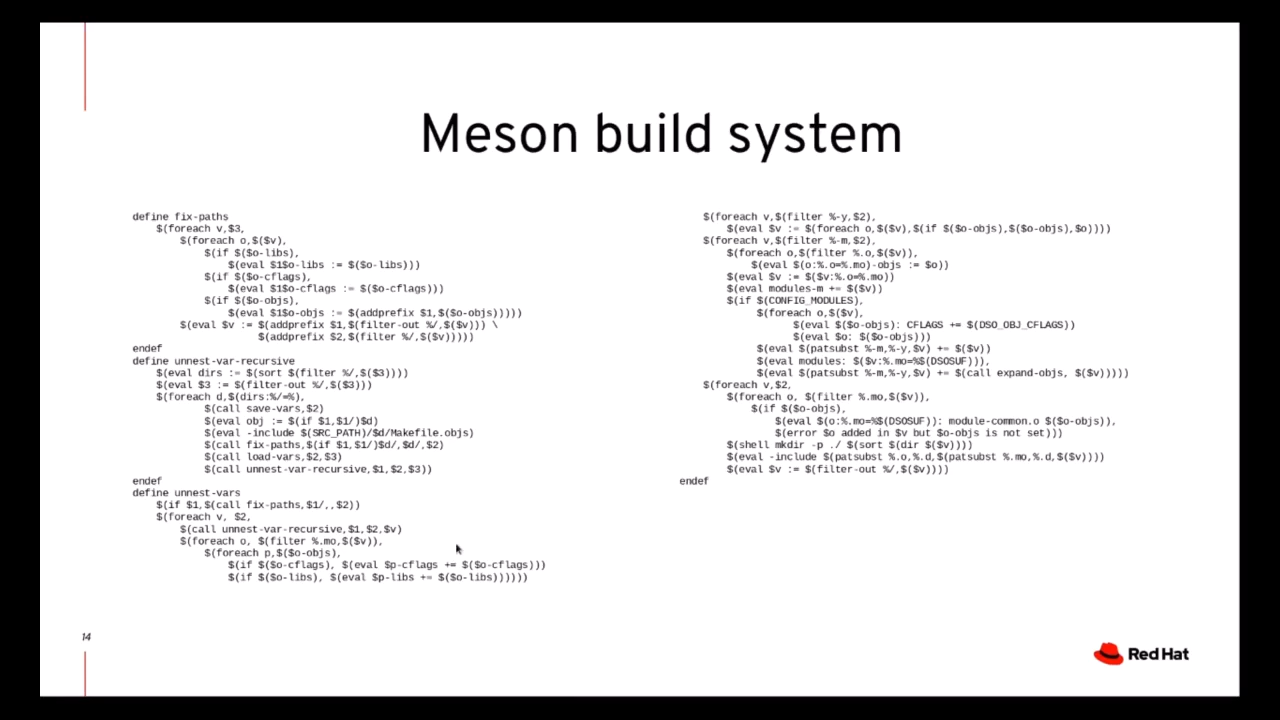 Meson build system
define fix-paths
$(foreach v,$3,
$(foreach o,$($v),
$(if $($o-libs),
$(eval $1$o-libs := $($o-libs)))
$(if $($o-cflags),
$(eval $1$o-cflags := $($o-cflags)))
$(if $($o-objs),
$(eval $1$o-objs := $(addprefix $1,$($o-objs)))))
$(eval $v := $(addprefix $1,$(filter-out %/,$($v))) \
$(addprefix $2,$(filter %/,$($v)))))
endef
define unnest-var-recursive
$(eval dirs := $(sort $(filter %/,$($3))))
$(eval $3 := $(filter-out %/,$($3)))
$(foreach d,$(dirs:%/=%),
$(call save-vars,$2)
$(eval obj := $(if $1,$1/)$d)
$(eval -include $(SRC_PATH)/$d/Makefile.objs)
$(call fix-paths,$(if $1,$1/)$d/,$d/,$2)
$(call load-vars,$2,$3)
$(call unnest-var-recursive,$1,$2,$3))
endef
define unnest-vars
$(if $1,$(call fix-paths,$1/,,$2))
$(foreach v, $2,
$(call unnest-var-recursive,$1,$2,$v)
$(foreach o, $(filter %.mo,$($v)),
$(foreach p,$($o-objs),
$(if $($o-cflags), $(eval $p-cflags += $($o-cflags)))
$(if $($o-libs), $(eval $p-libs += $($o-libs))))))
$(foreach v,$(filter %-y,$2),
$(eval $v := $(foreach o,$($v),$(if $($o-objs),$($o-objs),$o))))
$(foreach v,$(filter %-m,$2),
$(foreach o,$(filter %.o,$($v)),
$(eval $(o:%.o=%.mo)-objs := $o))
$(eval $v := $($v:%.o=%.mo))
$(eval modules-m += $($v))
$(if $(CONFIG_MODULES),
$(foreach o,$($v),
$(eval $($o-objs): CFLAGS += $(DSO_OBJ_CFLAGS))
$(eval $o: $($o-objs)))
$(eval $(patsubst %-m,%-y,$v) += $($v))
$(eval modules: $($v:%.mo=%$(DSOSUF))),
$(eval $(patsubst %-m,%-y,$v) += $(call expand-objs, $($v)))))
$(foreach v,$2,
$(foreach o, $(filter %.mo,$($v)),
$(if $($o-objs),
$(eval $(o:%.mo=%$(DSOSUF)): module-common.o $($o-objs)),
$(error $o added in $v but $o-objs is not set)))
$(shell mkdir -p ./ $(sort $(dir $($v))))
$(eval -include $(patsubst %.o,%.d,$(patsubst %.mo,%.d,$($v))))
$(eval $v := $(filter-out %/,$($v))))
endef
14
Red Hat